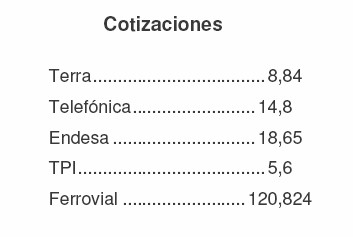 Cotizaciones
Terra................................... 8,84
Telefónica......................... 14,8
Endesa ............................. 18,65
TPI...................................... 5,6
Ferrovial ......................... 120,824